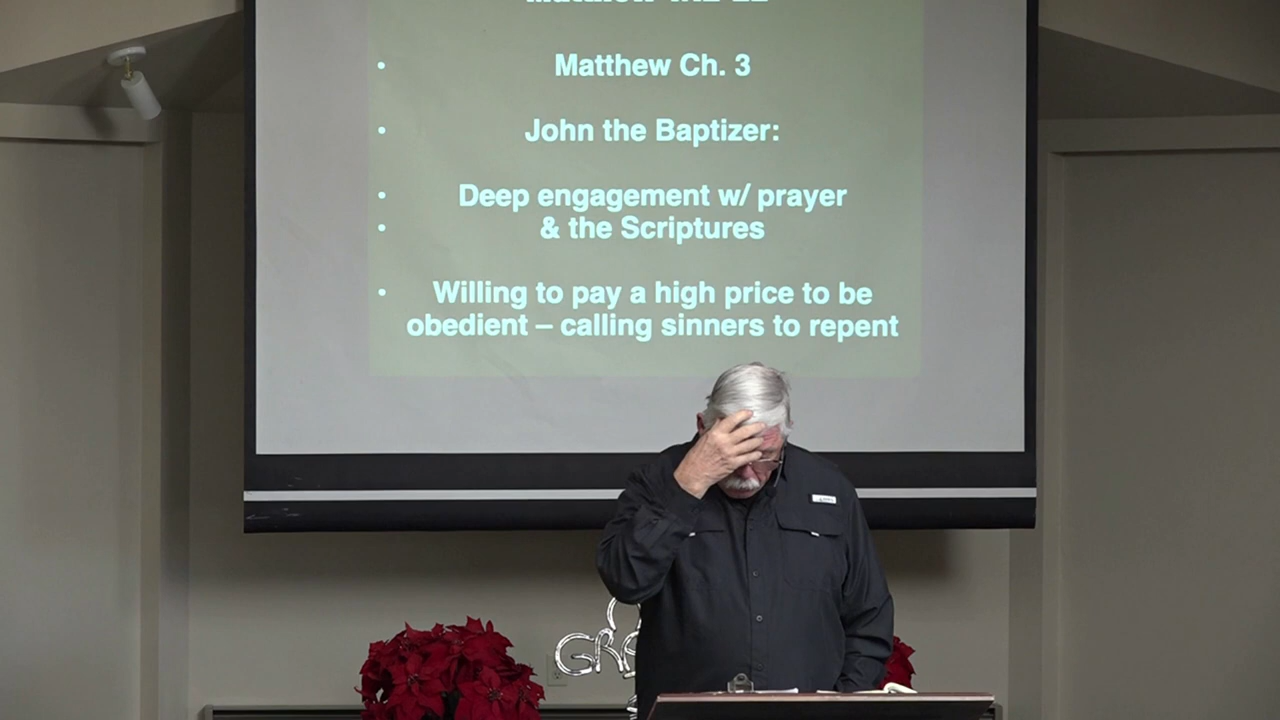 Matthew Ch. 3
John the Baptizer:
Deep engagement w/ prayer
& the Scriptures
Willing to pay a high price to be
obedient – calling sinners to repent